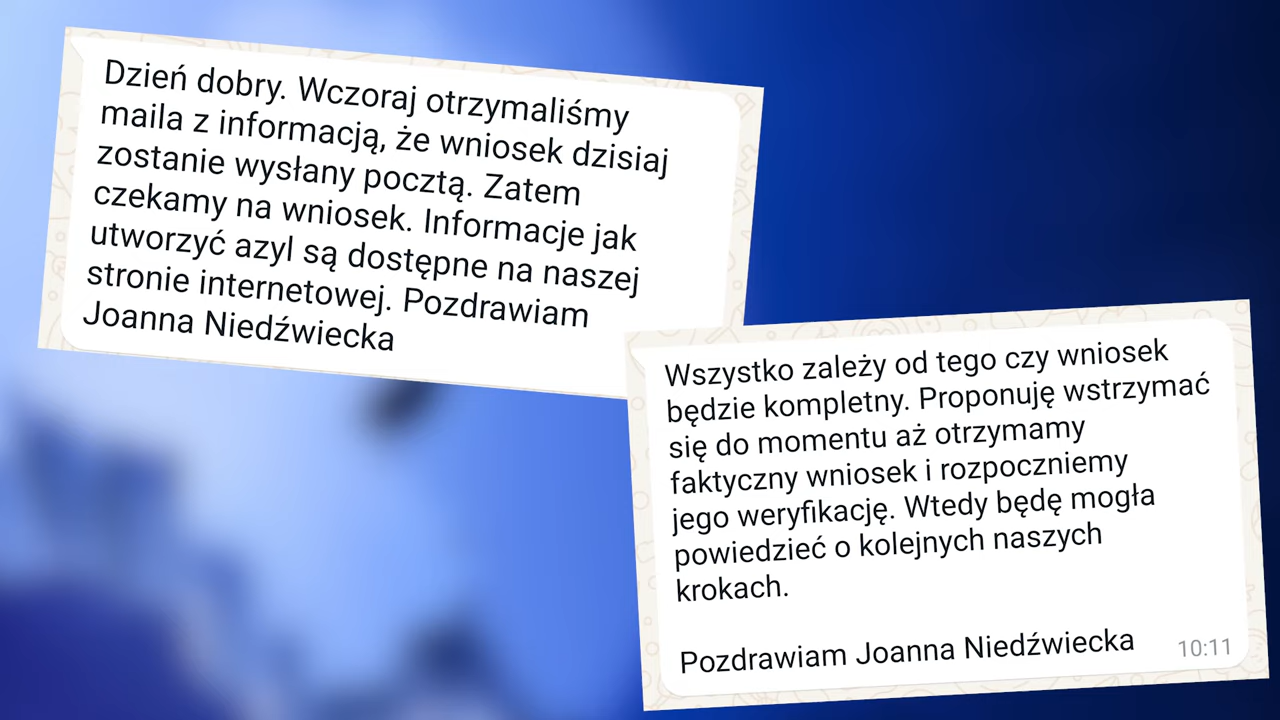 Dzień dobry. Wczoraj otrzymaliśmy
maila z informacją, że wniosek dzisiaj
zostanie wysłany pocztą. Zatem
czekamy na wniosek. Informacje jak
utworzyć azyl są dostępne na naszej
stronie internetowej. Pozdrawiam
Joanna Niedźwiecka
Wszystko zależy od tego czy wniosek
będzie kompletny. Proponuję wstrzymać
się do momentu aż otrzymamy
faktyczny wniosek i rozpoczniemy
jego weryfikację. Wtedy będę mogła
powiedzieć o kolejnych naszych
krokach.
Pozdrawiam Joanna Niedźwiecka 10:11